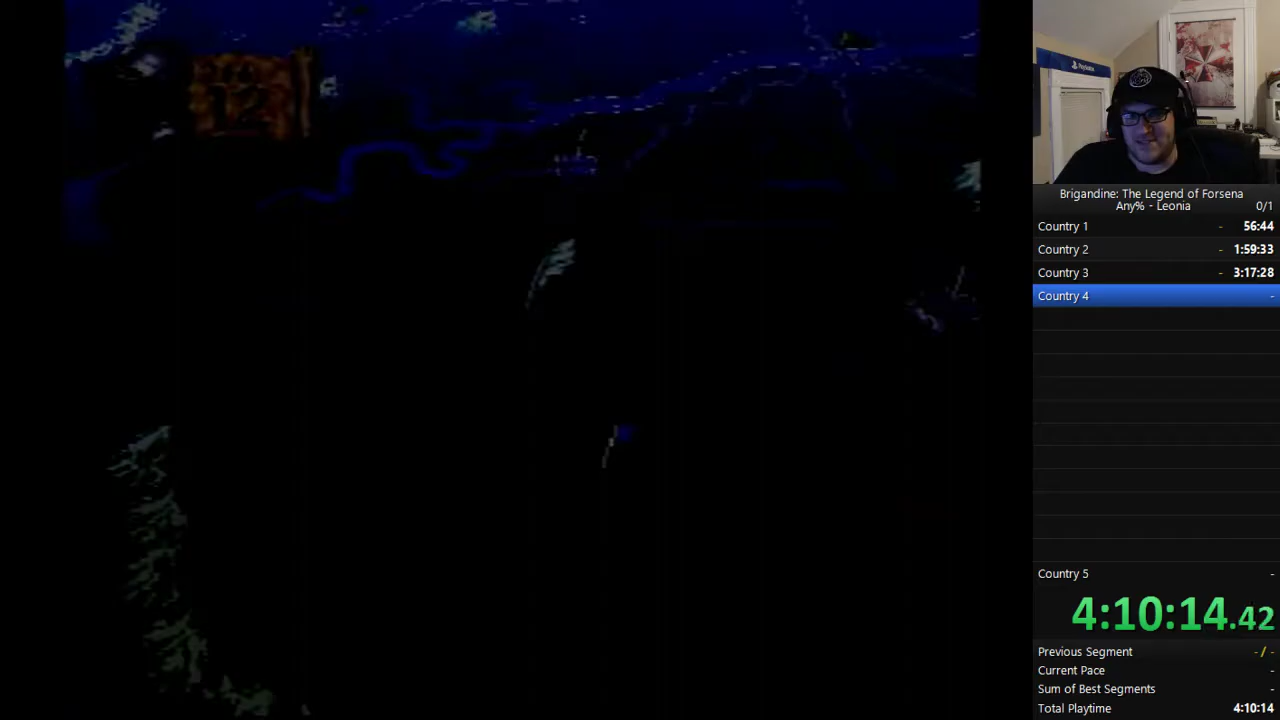 12
PlayStation
Brigandine: The Legend of Forsena
Any% - Leonia 0/1
Country 1 - 56:44
Country 2 - 1:59:33
Country 3 - 3:17:28
Country 4 -
Country 5 -
4:10:14.42
Previous Segment - / -
Current Pace -
Sum of Best Segments -
Total Playtime 4:10:14